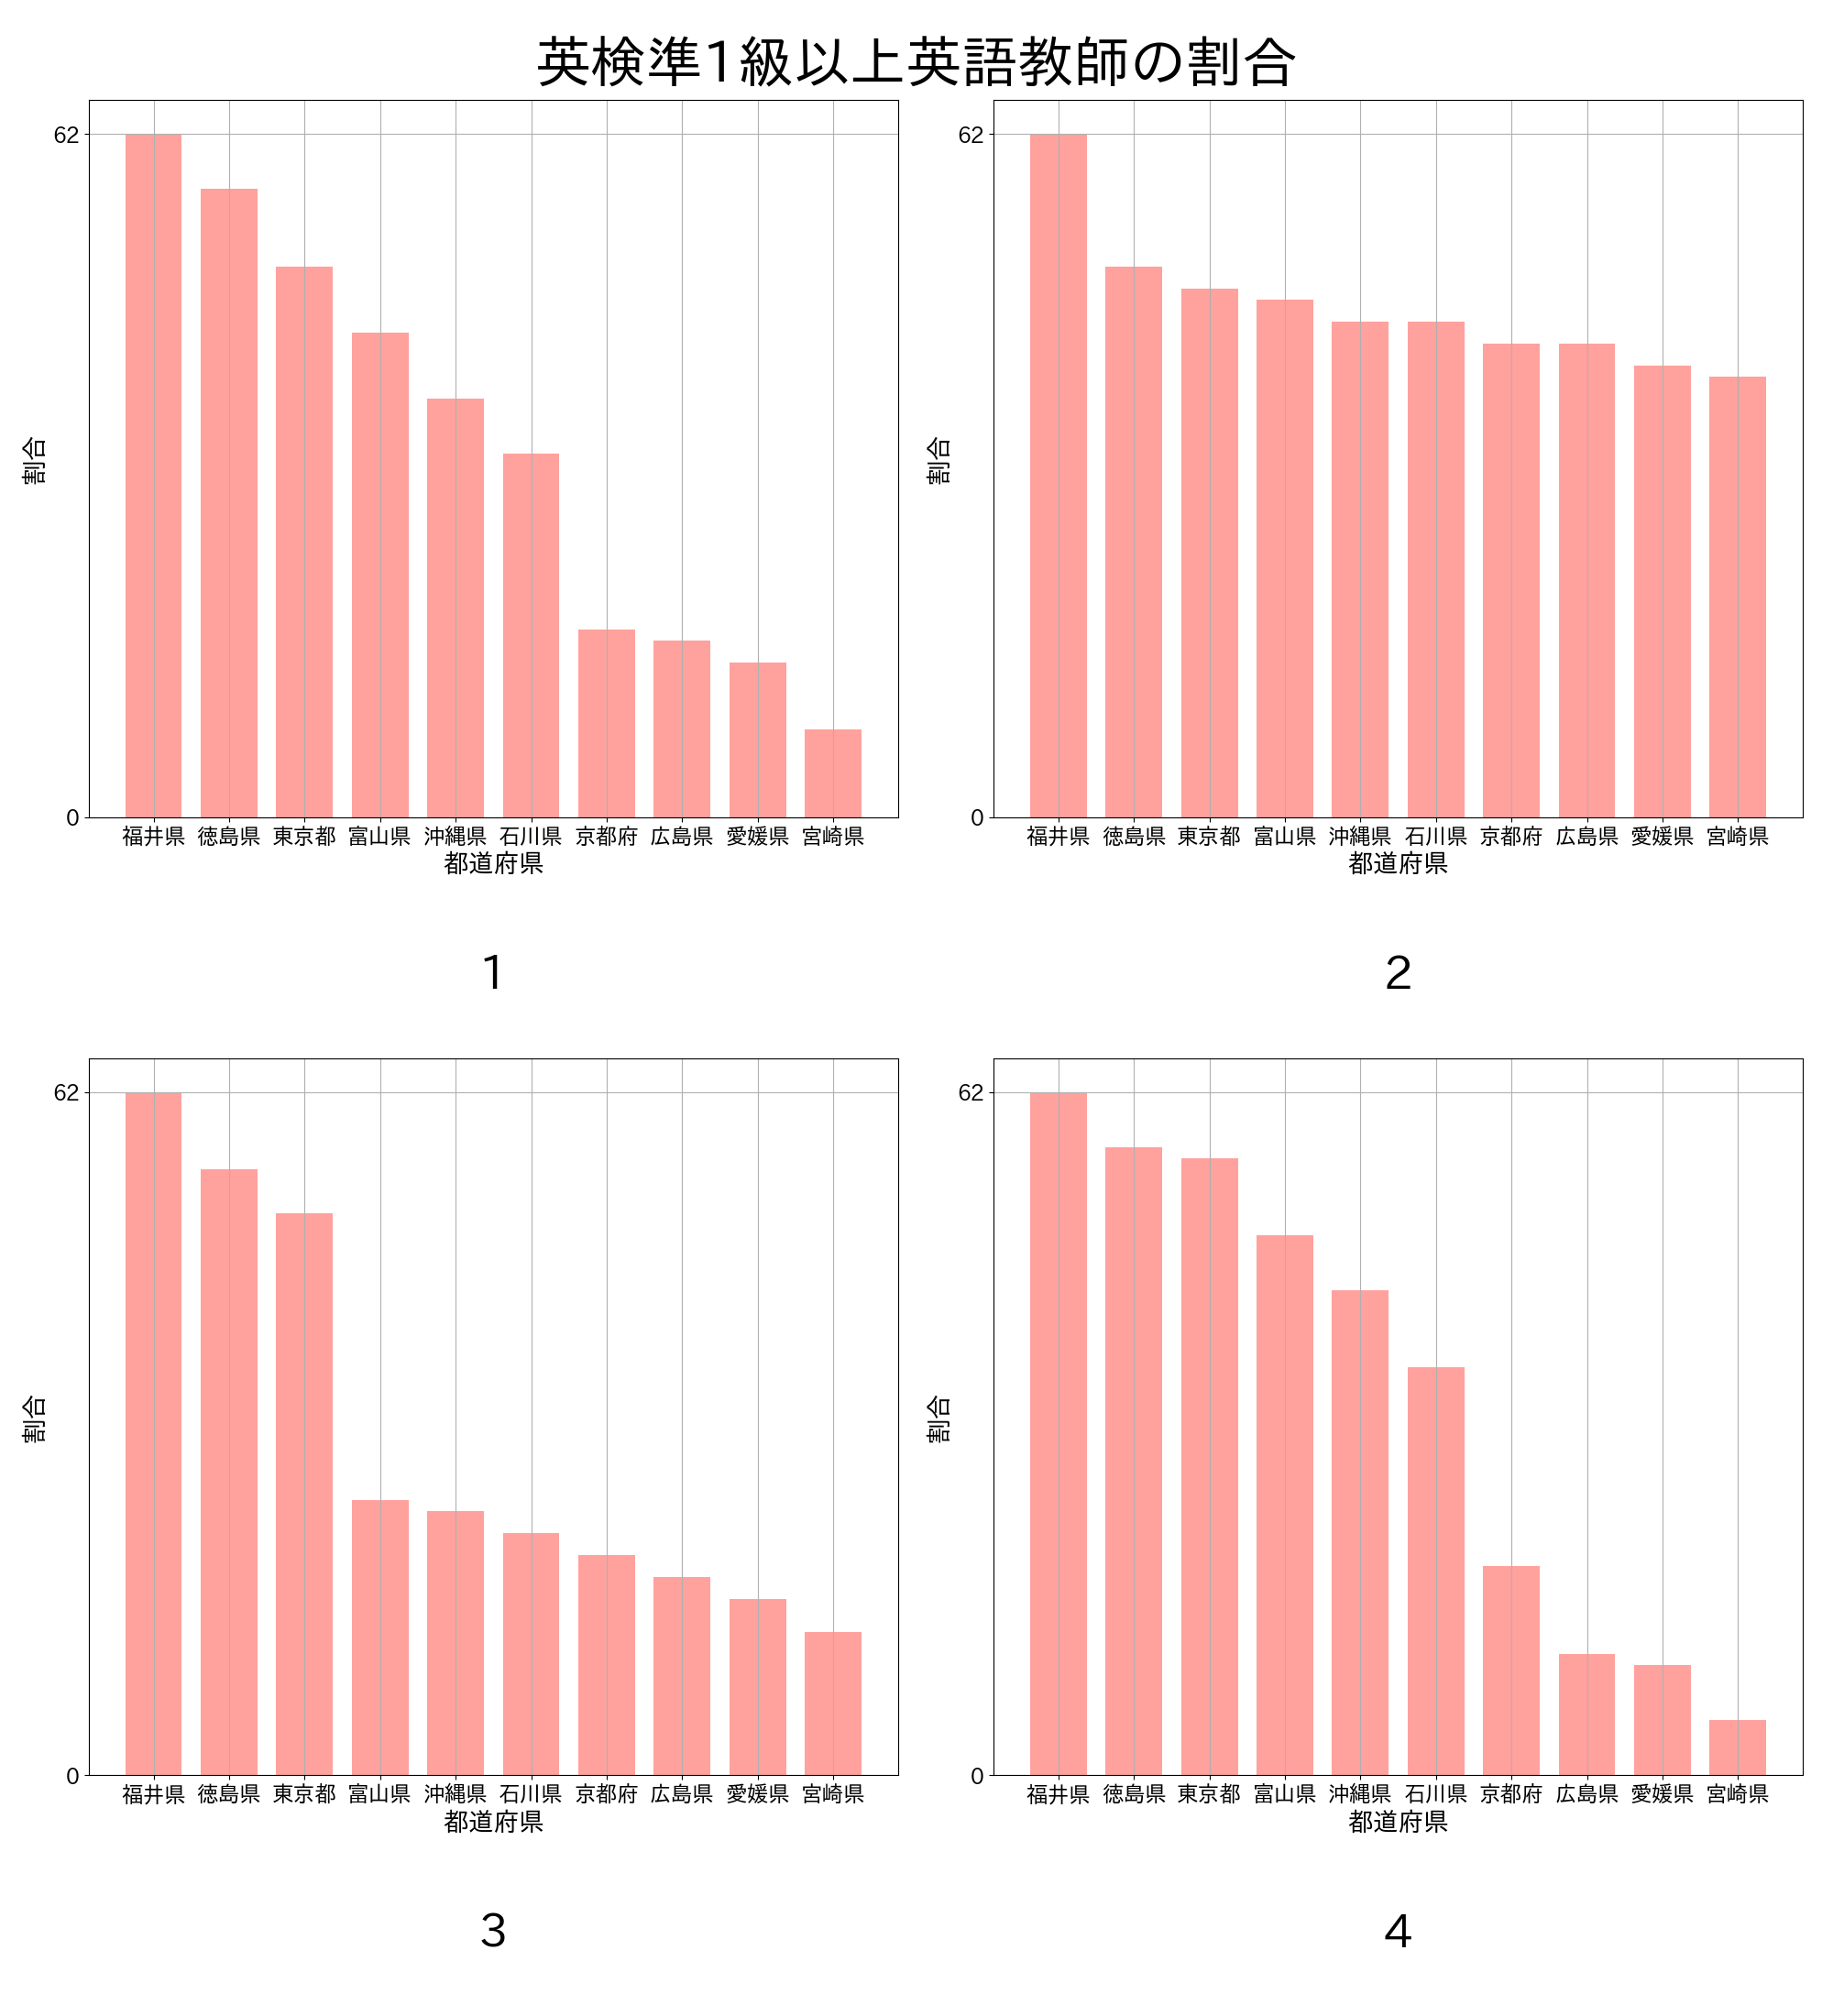 英検準1級以上英語教師の割合
62
0
割合
福井県 徳島県 東京都 富山県 沖縄県 石川県 京都府 広島県 愛媛県 宮崎県
都道府県
1
62
0
割合
福井県 徳島県 東京都 富山県 沖縄県 石川県 京都府 広島県 愛媛県 宮崎県
都道府県
2
62
0
割合
福井県 徳島県 東京都 富山県 沖縄県 石川県 京都府 広島県 愛媛県 宮崎県
都道府県
3
62
0
割合
福井県 徳島県 東京都 富山県 沖縄県 石川県 京都府 広島県 愛媛県 宮崎県
都道府県
4